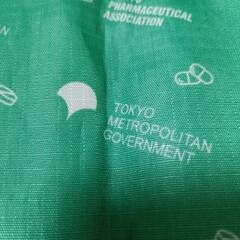 PHARMACEUTICAL
ASSOCIATION
TOKYO
METROPOLITAN
GOVERNMENT